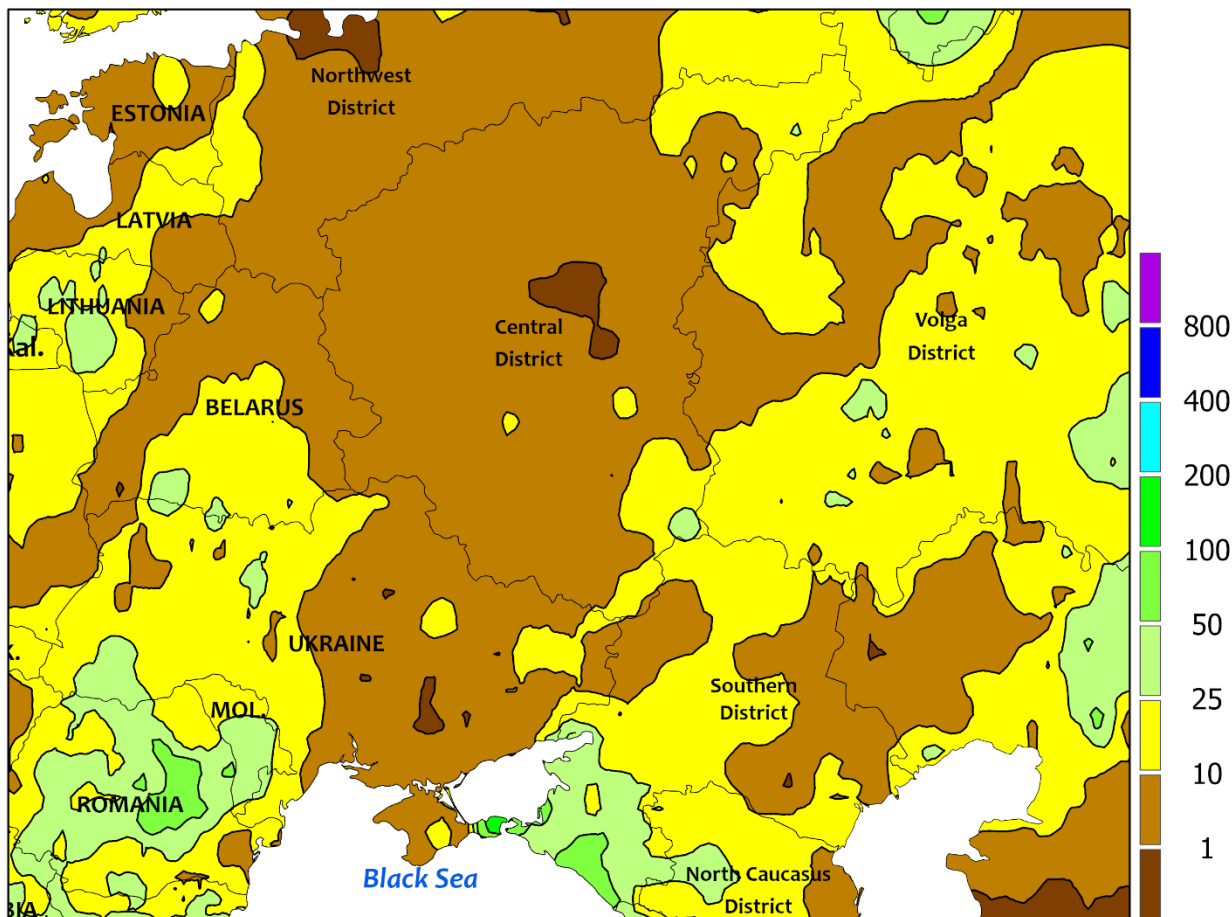 Northwest
District
ESTONIA
LATVIA
LITHUANIA
Kal.
Central
District
Volga
District
BELARUS
UKRAINE
K.
MOL.
Southern
District
ROMANIA
Black Sea
North Caucasus
District
BIA
800
400
200
100
50
25
10
1